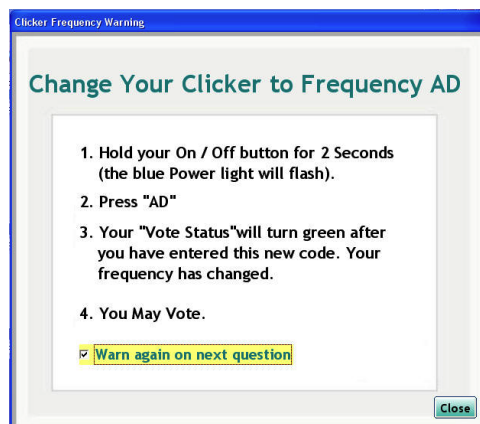 Clicker Frequency Warning
Change Your Clicker to Frequency AD
1. Hold your On / Off button for 2 Seconds
(the blue Power light will flash).
2. Press "AD"
3. Your "Vote Status"will turn green after
you have entered this new code. Your
frequency has changed.
4. You May Vote.
Warn again on next question
Close